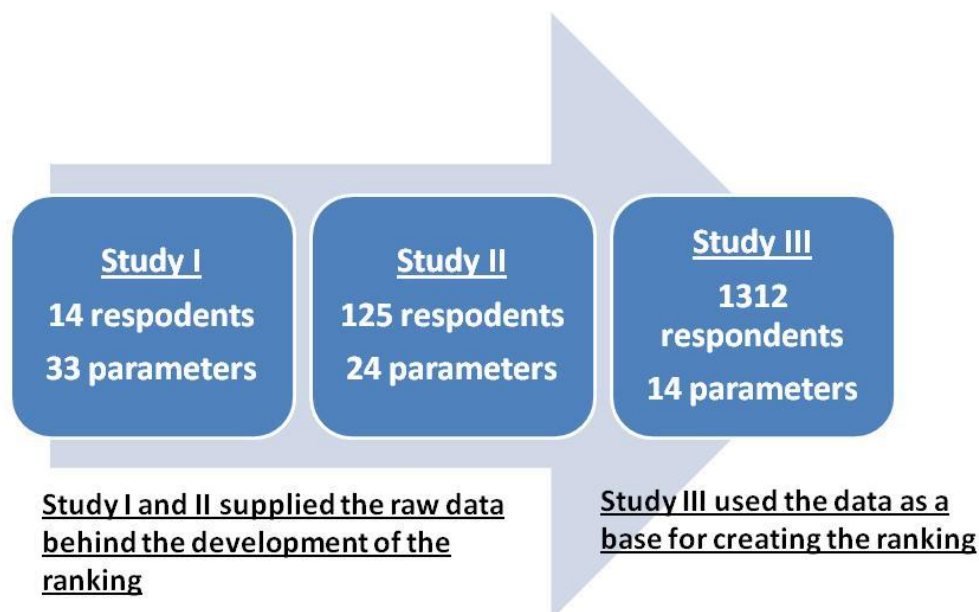 Study I
14 respodents
33 parameters
Study II
125 respodents
24 parameters
Study III
1312
respondents
14 parameters
Study I and II supplied the raw data
behind the development of the
ranking
Study III used the data as a
base for creating the ranking